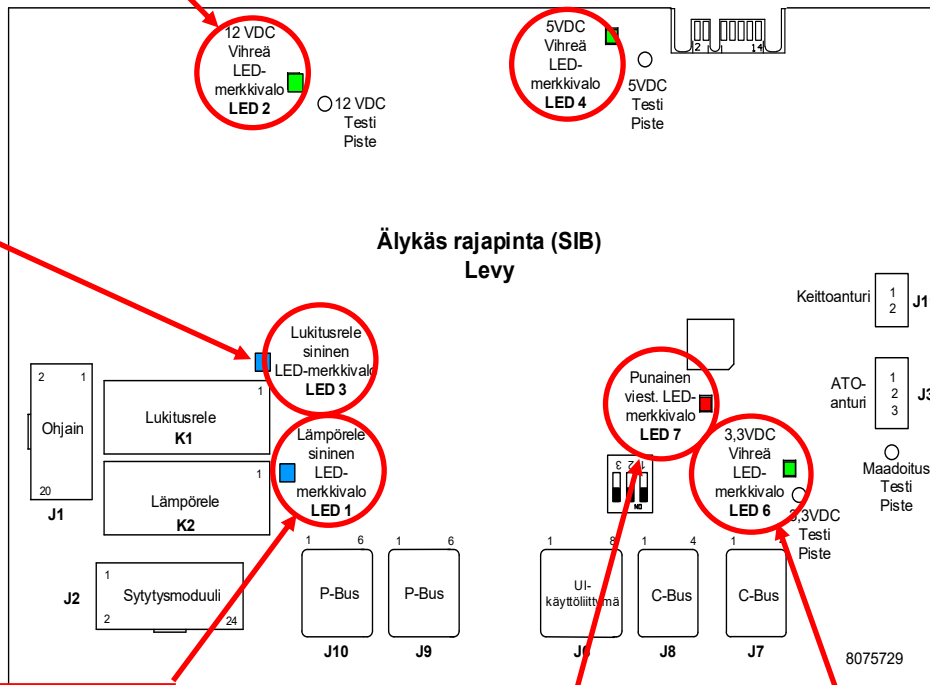 12 VDC
Vihreä
LED-
merkkivalo
LED 2
12 VDC
Testi
Piste
5VDC
Vihreä
LED-
merkkivalo
LED 4
5VDC
Testi
Piste
2
14
Älykäs rajapinta (SIB)
Levy
Keittoanturi
1
2
J1
Lukitusrele
sininen
LED-merkkivalo
LED 3
2
1
Ohjain
20
J1
1
Lukitusrele
K1
1
Lämpörele
K2
Lämpörele
sininen
LED-
merkkivalo
LED 1
Punainen
viest. LED-
merkkivalo
LED 7
ATO-
anturi
1
2
3
J3
Maadoitus
Testi
Piste
3,3VDC
Vihreä
LED-
merkkivalo
LED 6
3,3VDC
Testi
Piste
1 2 3
ON
J2
1
Sytytysmoduuli
2
24
1
6
P-Bus
J10
1
6
P-Bus
J9
1
8
UI-
käyttöliittymä
J6
1
4
C-Bus
J8
1
C-Bus
J7
8075729